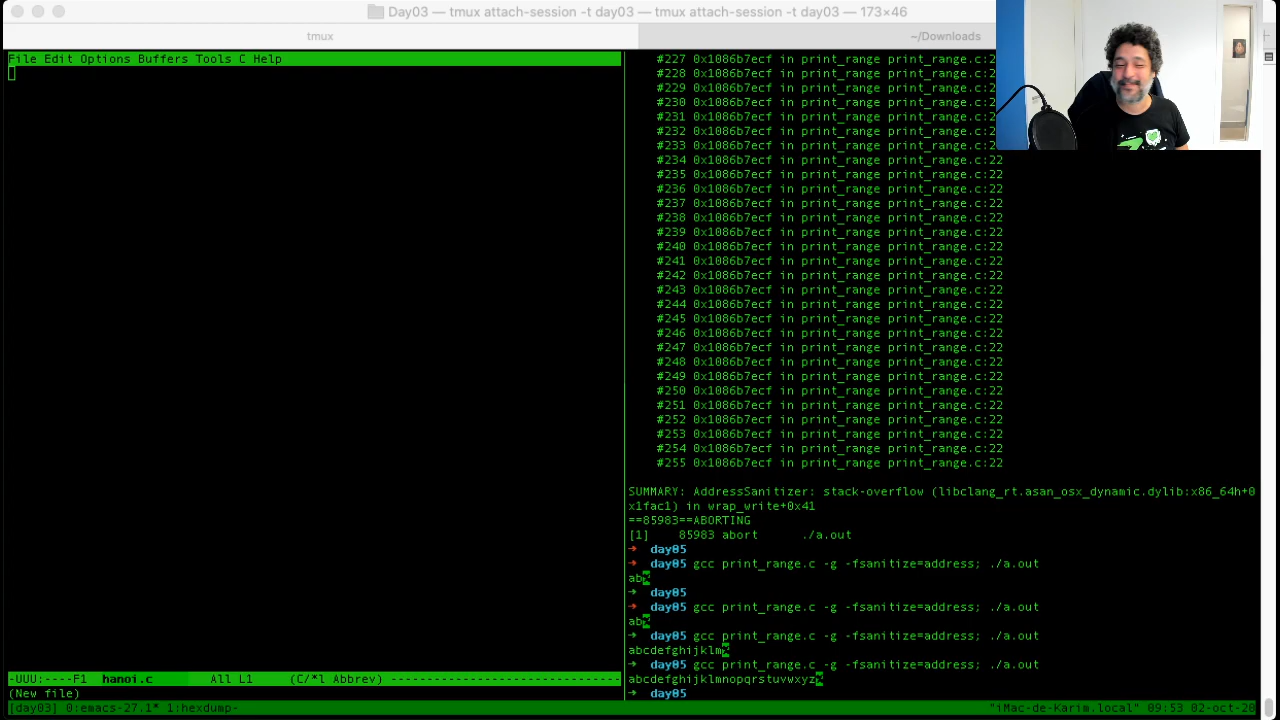 Day03 — tmux attach-session -t day03 — tmux attach-session -t day03 — 173×46
tmux
~/Downloads
File Edit Options Buffers Tools C Help
#227 0x1086b7ecf in print_range print_range.c:2
#228 0x1086b7ecf in print_range print_range.c:2
#229 0x1086b7ecf in print_range print_range.c:2
#230 0x1086b7ecf in print_range print_range.c:2
#231 0x1086b7ecf in print_range print_range.c:2
#232 0x1086b7ecf in print_range print_range.c:2
#233 0x1086b7ecf in print_range print_range.c:22
#234 0x1086b7ecf in print_range print_range.c:22
#235 0x1086b7ecf in print_range print_range.c:22
#236 0x1086b7ecf in print_range print_range.c:22
#237 0x1086b7ecf in print_range print_range.c:22
#238 0x1086b7ecf in print_range print_range.c:22
#239 0x1086b7ecf in print_range print_range.c:22
#240 0x1086b7ecf in print_range print_range.c:22
#241 0x1086b7ecf in print_range print_range.c:22
#242 0x1086b7ecf in print_range print_range.c:22
#243 0x1086b7ecf in print_range print_range.c:22
#244 0x1086b7ecf in print_range print_range.c:22
#245 0x1086b7ecf in print_range print_range.c:22
#246 0x1086b7ecf in print_range print_range.c:22
#247 0x1086b7ecf in print_range print_range.c:22
#248 0x1086b7ecf in print_range print_range.c:22
#249 0x1086b7ecf in print_range print_range.c:22
#250 0x1086b7ecf in print_range print_range.c:22
#251 0x1086b7ecf in print_range print_range.c:22
#252 0x1086b7ecf in print_range print_range.c:22
#253 0x1086b7ecf in print_range print_range.c:22
#254 0x1086b7ecf in print_range print_range.c:22
#255 0x1086b7ecf in print_range print_range.c:22
SUMMARY: AddressSanitizer: stack-overflow (libclang_rt.asan_osx_dynamic.dylib:x86_64h+0
x1fac1) in wrap_write+0x41
==85983==ABORTING
[1]    85983 abort      ./a.out
➜  day05
➜  day05 gcc print_range.c -g -fsanitize=address; ./a.out
ab%
➜  day05
➜  day05 gcc print_range.c -g -fsanitize=address; ./a.out
ab%
➜  day05 gcc print_range.c -g -fsanitize=address; ./a.out
abcdefghijklm%
➜  day05 gcc print_range.c -g -fsanitize=address; ./a.out
abcdefghijklmnopqrstuvwxyz%
➜  day05
-UUU:----F1  hanoi.c        All L1     (C/*l Abbrev) --------------------------------
(New file)
[day03] 0:emacs-27.1* 1:hexdump-
"iMac-de-Karim.local" 09:53 02-oct-20